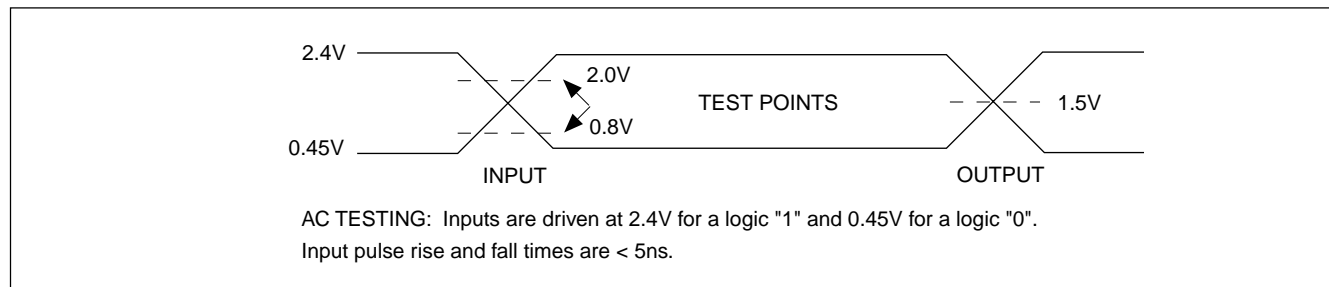 2.4V
2.0V
TEST POINTS
1.5V
0.8V
0.45V
INPUT
OUTPUT
AC TESTING: Inputs are driven at 2.4V for a logic "1" and 0.45V for a logic "0".
Input pulse rise and fall times are < 5ns.